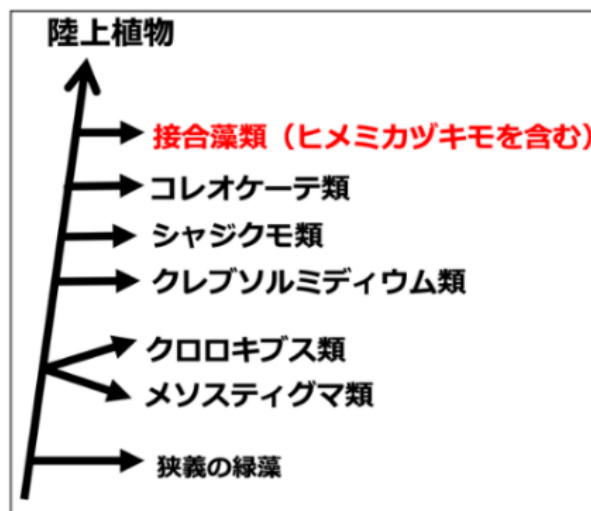 陸上植物
接合藻類（ヒメミカヅキモを含む）
コレオケーテ類
シャジクモ類
クレブソルミディウム類
クロロキブス類
メソスティグマ類
狭義の緑藻